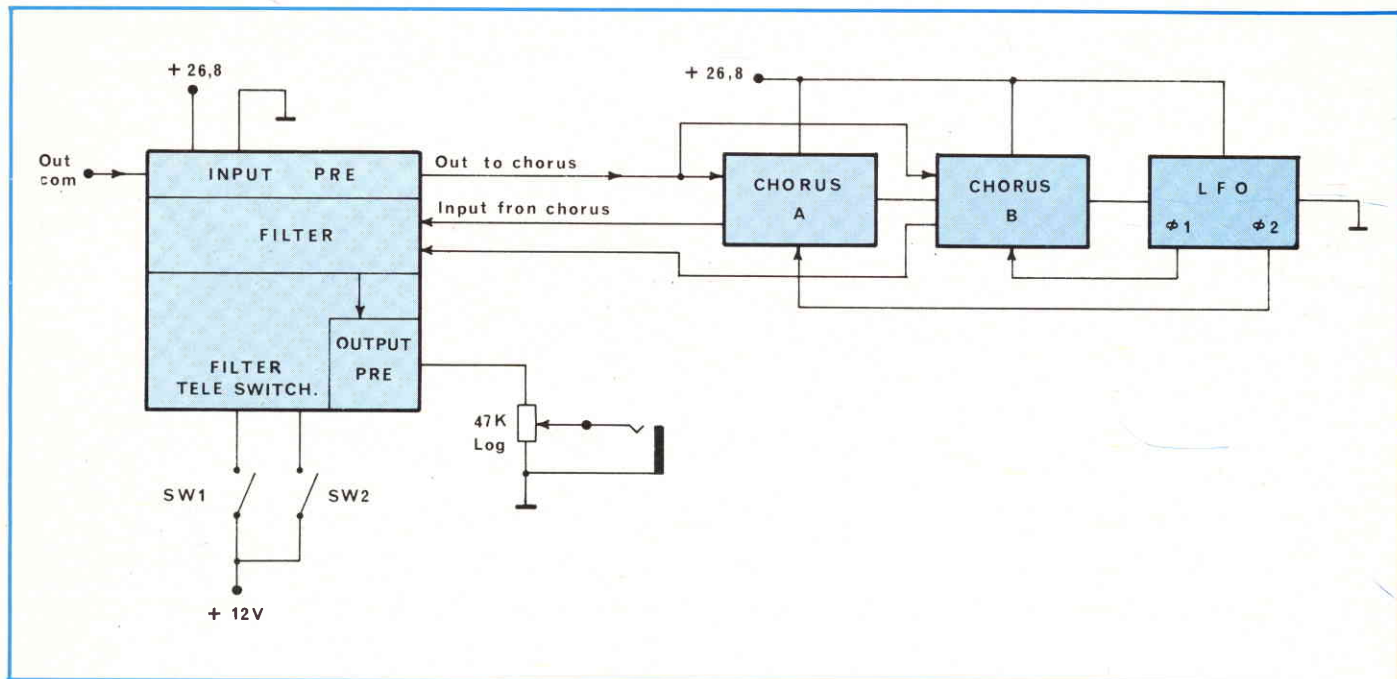 + 26,8
+ 26,8
Out
com
INPUT PRE
Out to chorus
CHORUS
A
CHORUS
B
LFO
ϕ1 ϕ2
Input fron chorus
FILTER
OUTPUT
PRE
FILTER
TELE SWITCH.
47K
Log
SW1
SW2
+ 12V